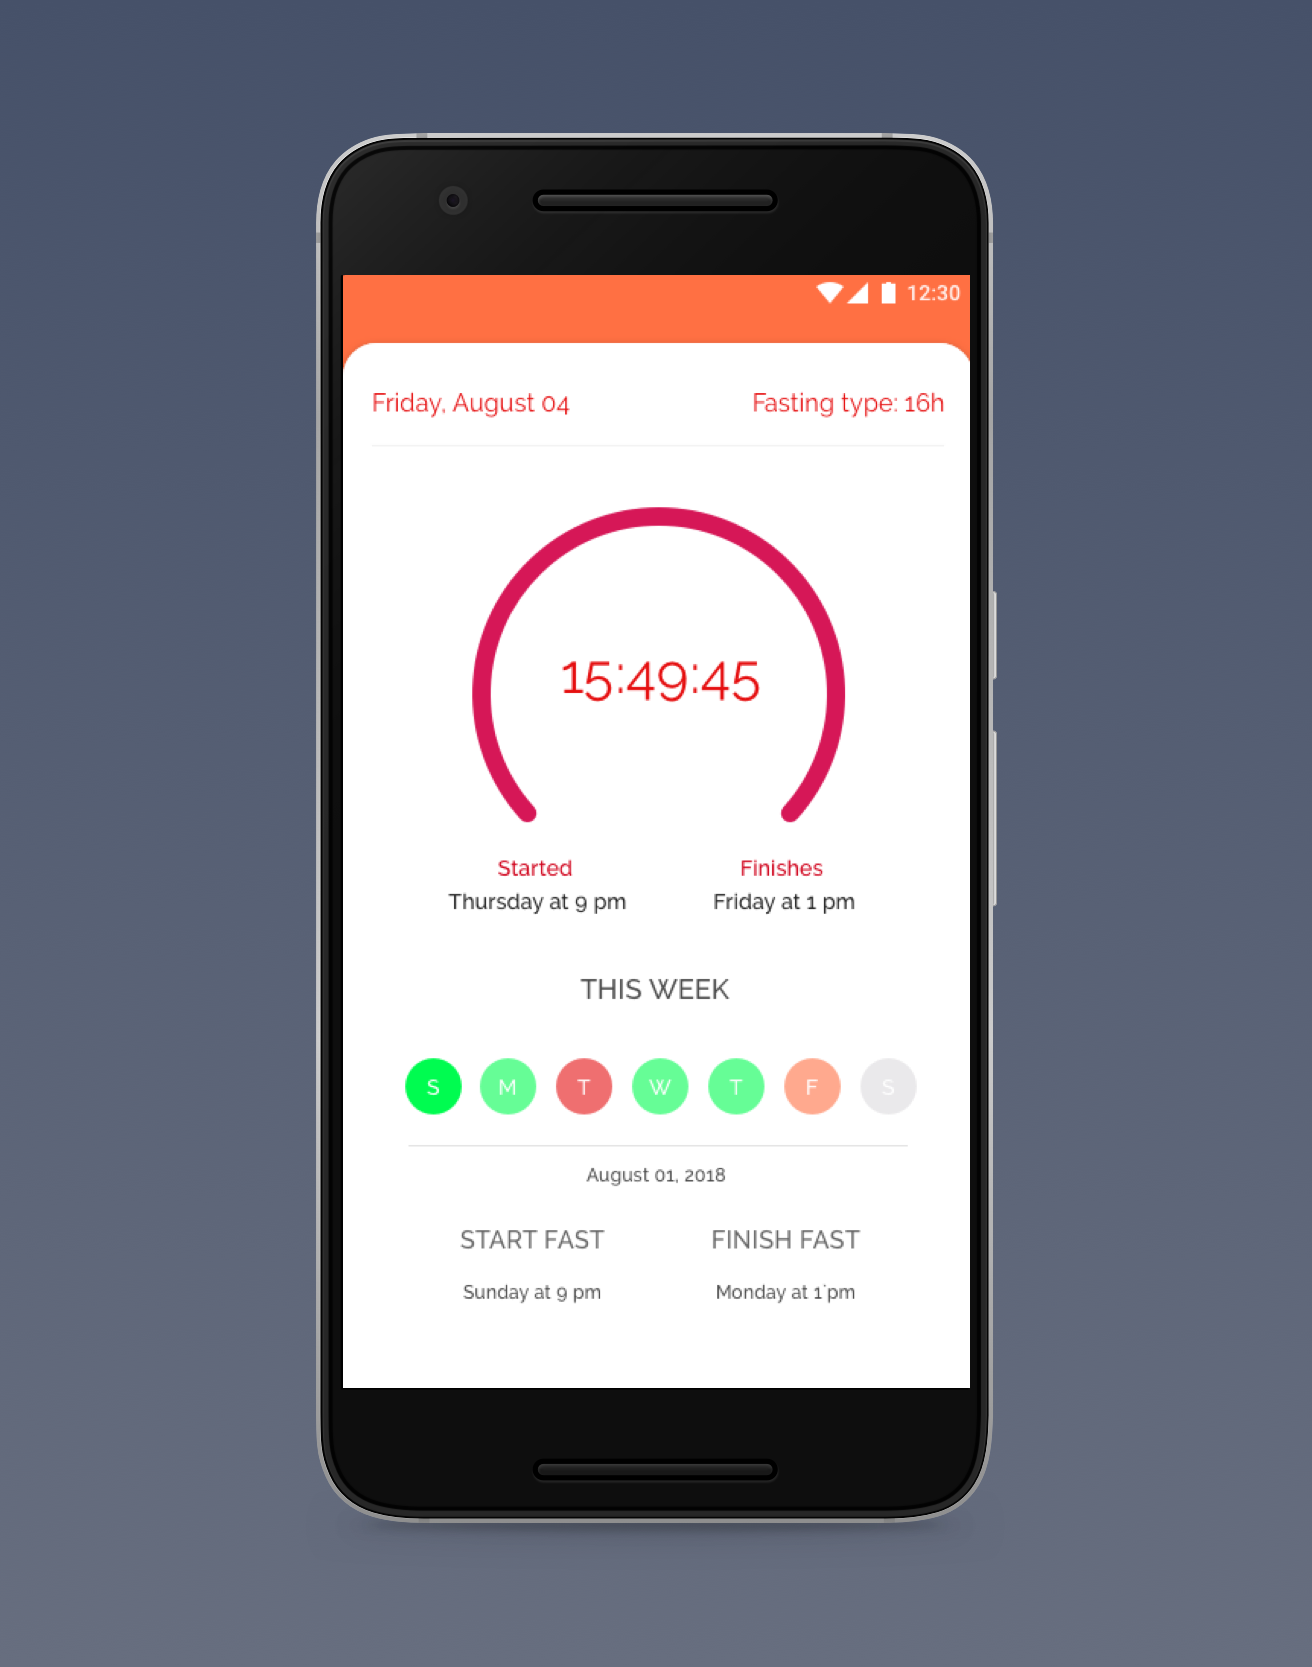 12:30
Friday, August 04 Fasting type: 16h
15:49:45
Started Finishes
Thursday at 9 pm Friday at 1 pm
THIS WEEK
S M T W T F S
August 01, 2018
START FAST FINISH FAST
Sunday at 9 pm Monday at 1˙pm